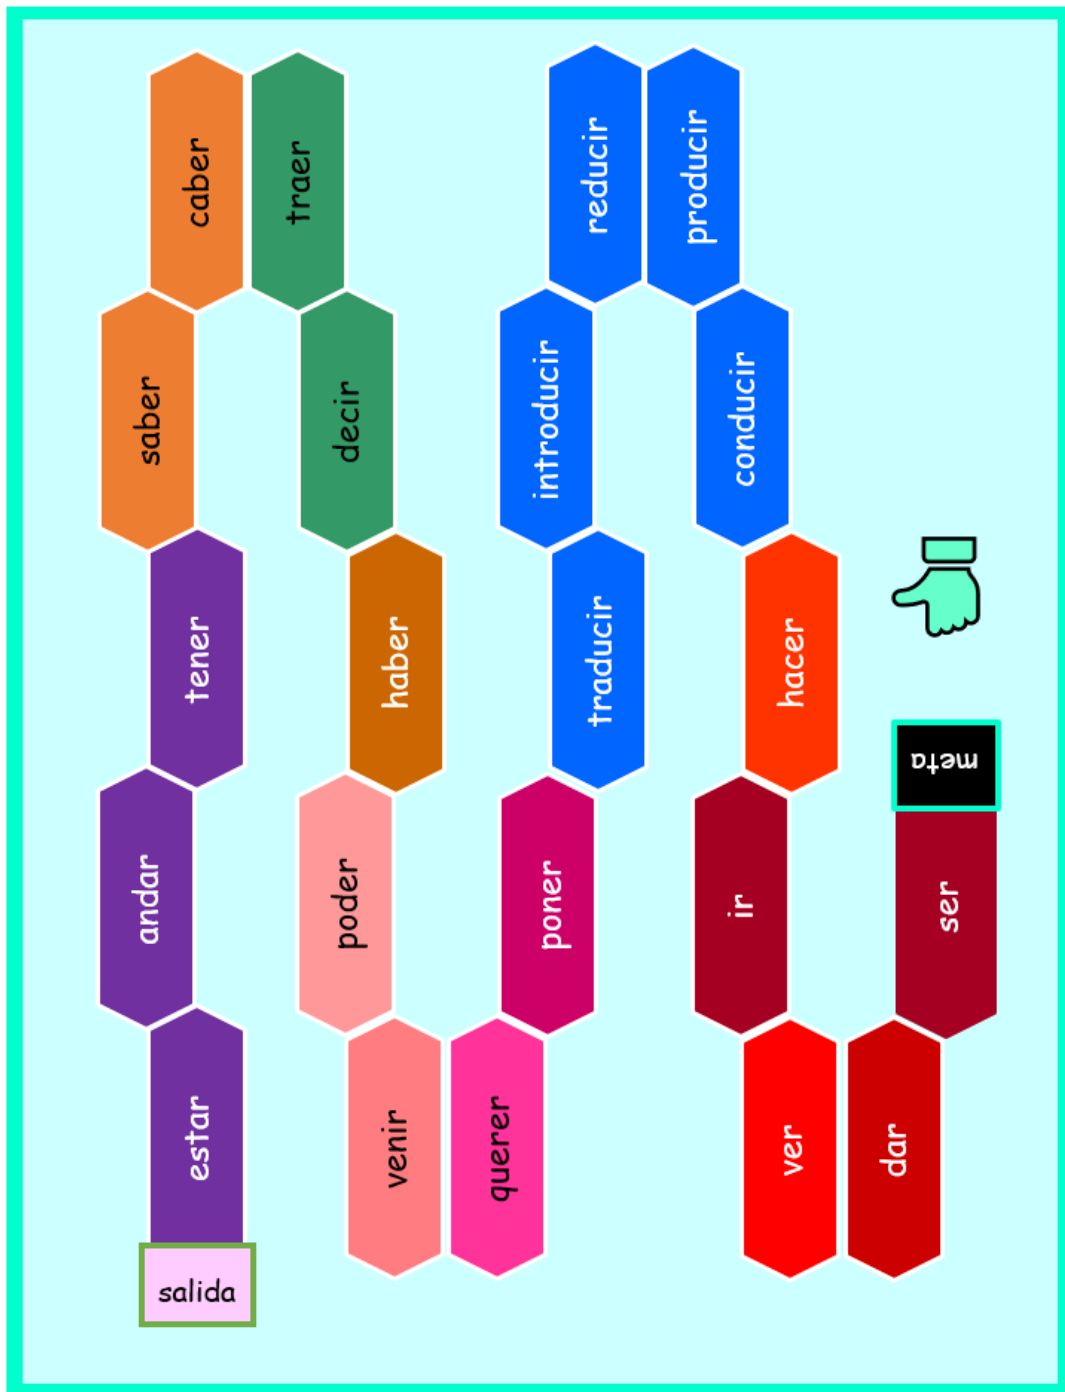 salida
estar
andar
tener
saber
caber
traer
decir
haber
poder
venir
querer
poner
traducir
introducir
reducir
producir
conducir
hacer
ir
ver
dar
ser
meta